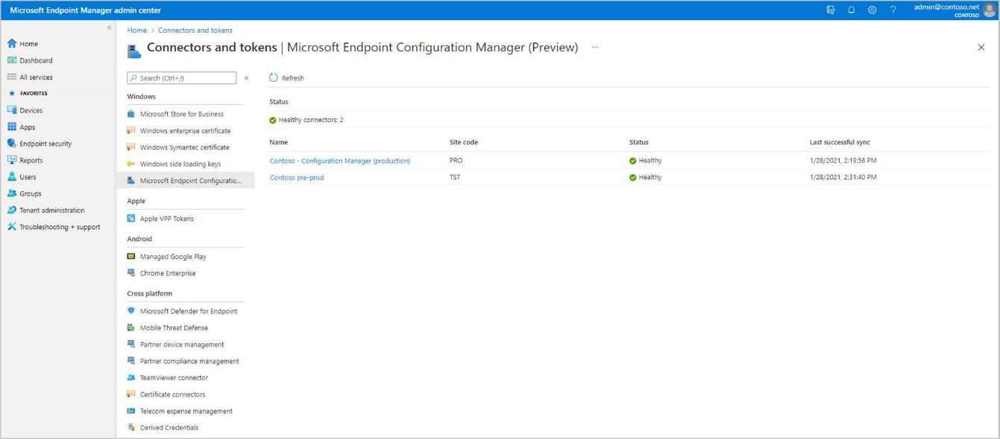 Microsoft Endpoint Manager admin center
admin@contoso.net
CONTOSO
Home
Dashboard
All services
FAVORITES
Devices
Apps
Endpoint security
Reports
Users
Groups
Tenant administration
Troubleshooting + support
Home > Connectors and tokens
Connectors and tokens | Microsoft Endpoint Configuration Manager (Preview) ...
Search (Ctrl+/)
Windows
Microsoft Store for Business
Windows enterprise certificate
Windows Symantec certificate
Windows side loading keys
Microsoft Endpoint Configuratio...
Apple
Apple VPP Tokens
Android
Managed Google Play
Chrome Enterprise
Cross platform
Microsoft Defender for Endpoint
Mobile Threat Defense
Partner device management
Partner compliance management
TeamViewer connector
Certificate connectors
Telecom expense management
Derived Credentials
Refresh
Status
Healthy connectors: 2
Name Site code Status Last successful sync
Contoso - Configuration Manager (production) PRO Healthy 1/28/2021, 2:19:56 PM
Contoso pre-prod TST Healthy 1/28/2021, 2:31:40 PM